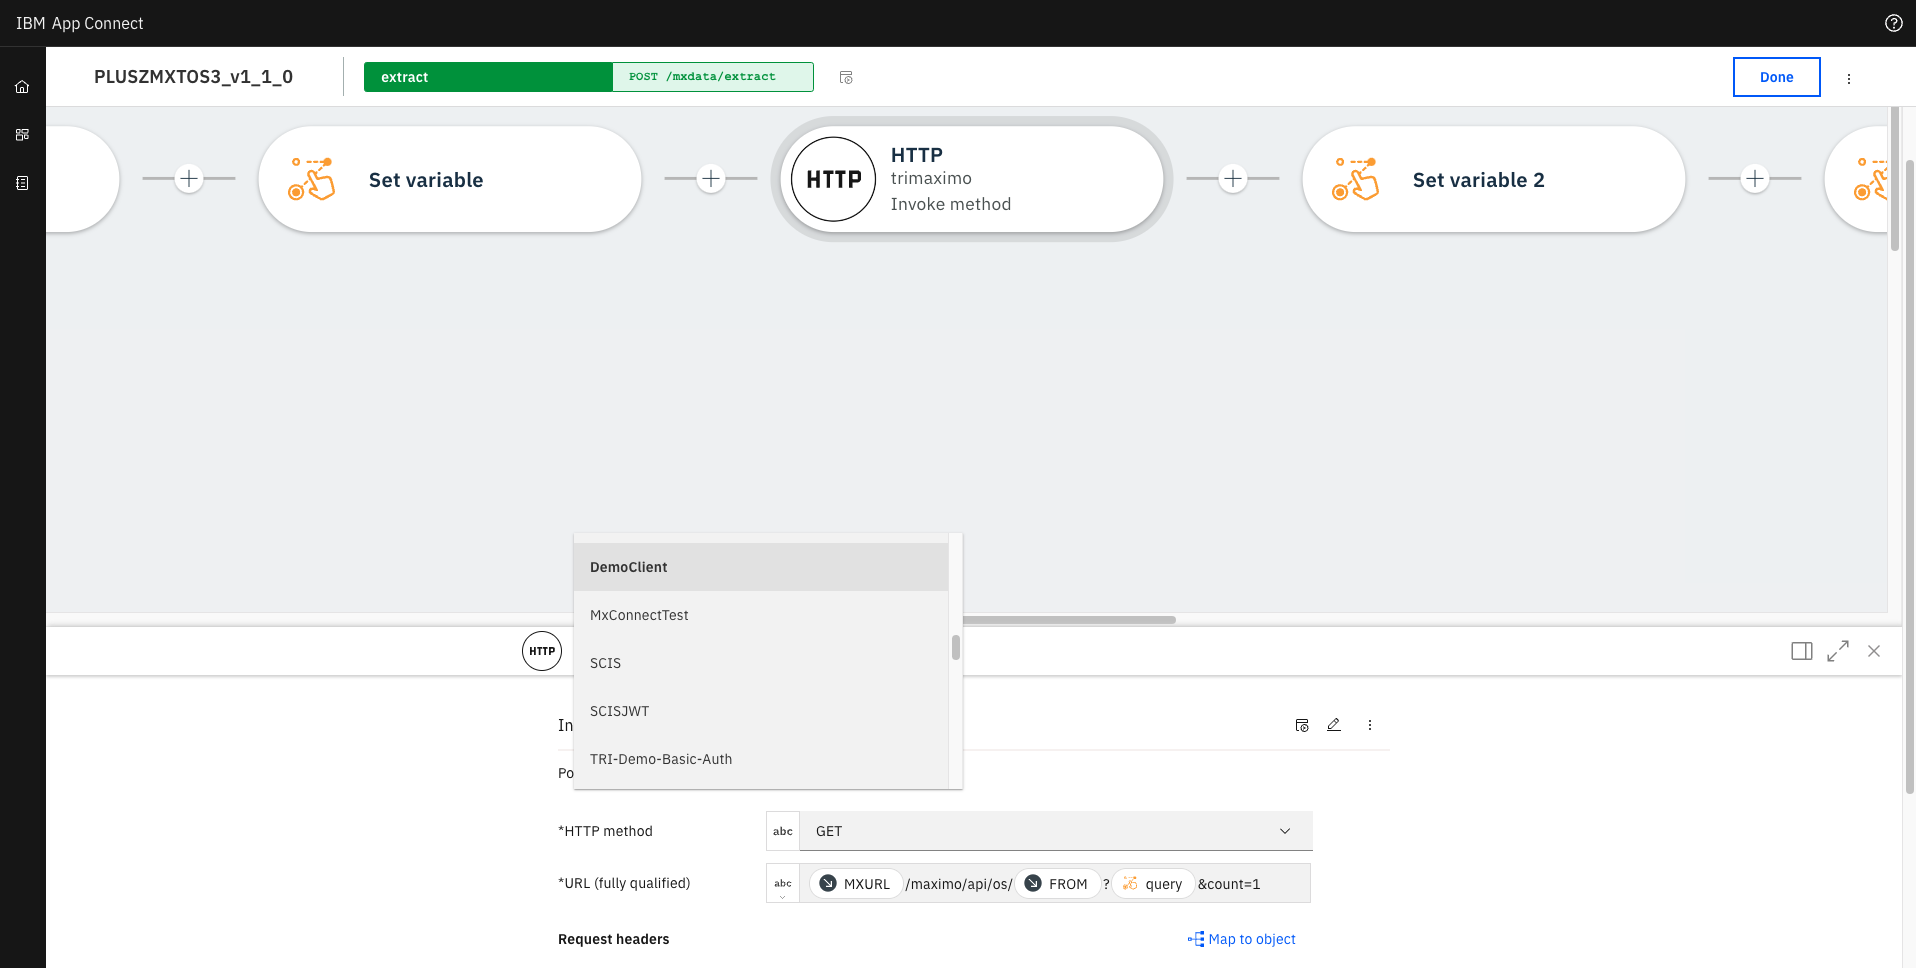 IBM App Connect
PLUSZMXTOS3_v1_1_0
extract
POST /mxdata/extract
Done
Set variable
HTTP
HTTP
trimaximo
Invoke method
Set variable 2
DemoClient
MxConnectTest
SCIS
SCISJWT
TRI-Demo-Basic-Auth
HTTP
In
Po
*HTTP method
abc
GET
*URL (fully qualified)
abc
MXURL /maximo/api/os/ FROM ? query &count=1
Request headers
Map to object